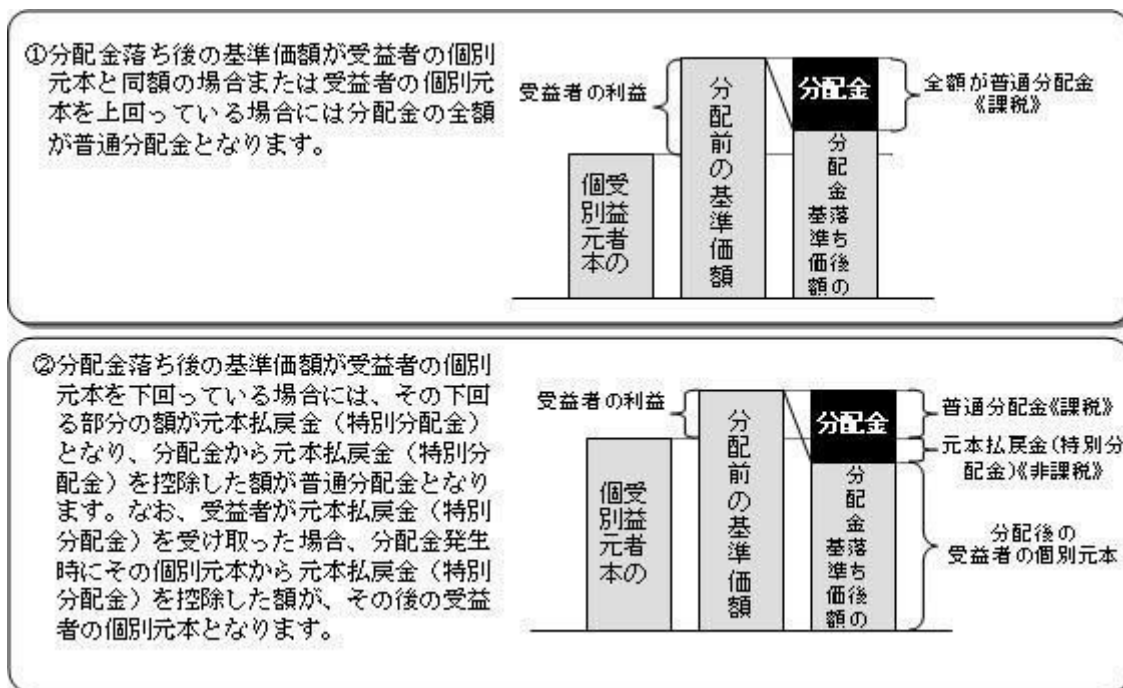 ①分配金落ち後の基準価額が受益者の個別
元本と同額の場合または受益者の個別元
本を上回っている場合には分配金の全額
が普通分配金となります。
受益者の利益
受益者の
個別元本
分配前の基準価額
分配金
分配金落ち後の
基準価額
全額が普通分配金
《課税》
②分配金落ち後の基準価額が受益者の個別
元本を下回っている場合には、その下回
る部分の額が元本払戻金（特別分配金）
となり、分配金から元本払戻金（特別分
配金）を控除した額が普通分配金となり
ます。なお、受益者が元本払戻金（特別
分配金）を受け取った場合、分配金発生
時にその個別元本から元本払戻金（特別
分配金）を控除した額が、その後の受益
者の個別元本となります。
受益者の利益
受益者の
個別元本
分配前の基準価額
分配金
分配金落ち後の
基準価額
普通分配金《課税》
元本払戻金(特別分
配金)《非課税》
分配後の
受益者の個別元本